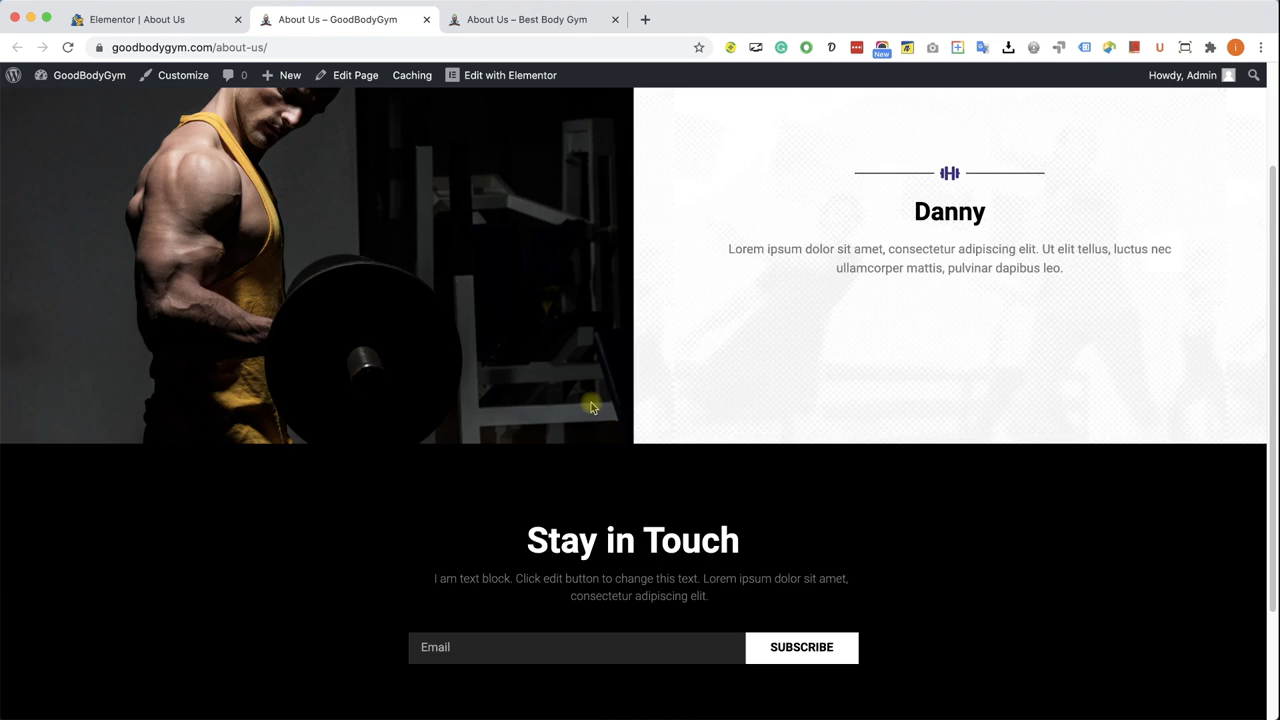 Elementor | About Us
About Us – GoodBodyGym
About Us – Best Body Gym
goodbodygym.com/about-us/
New
GoodBodyGym
Customize
0
New
Edit Page
Caching
Edit with Elementor
Howdy, Admin
Danny
Lorem ipsum dolor sit amet, consectetur adipiscing elit. Ut elit tellus, luctus nec
ullamcorper mattis, pulvinar dapibus leo.
Stay in Touch
I am text block. Click edit button to change this text. Lorem ipsum dolor sit amet,
consectetur adipiscing elit.
Email
SUBSCRIBE